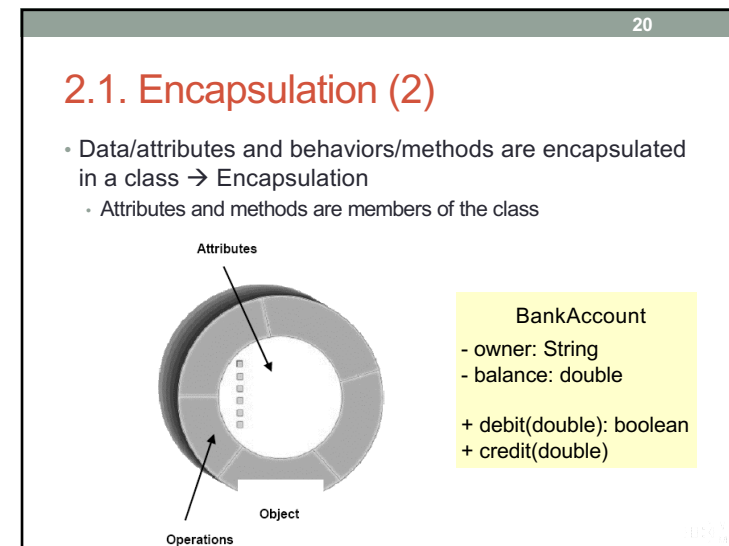 20
2.1. Encapsulation (2)
• Data/attributes and behaviors/methods are encapsulated
in a class → Encapsulation
• Attributes and methods are members of the class
Attributes
BankAccount
- owner: String
- balance: double
+ debit(double): boolean
+ credit(double)
Object
Operations